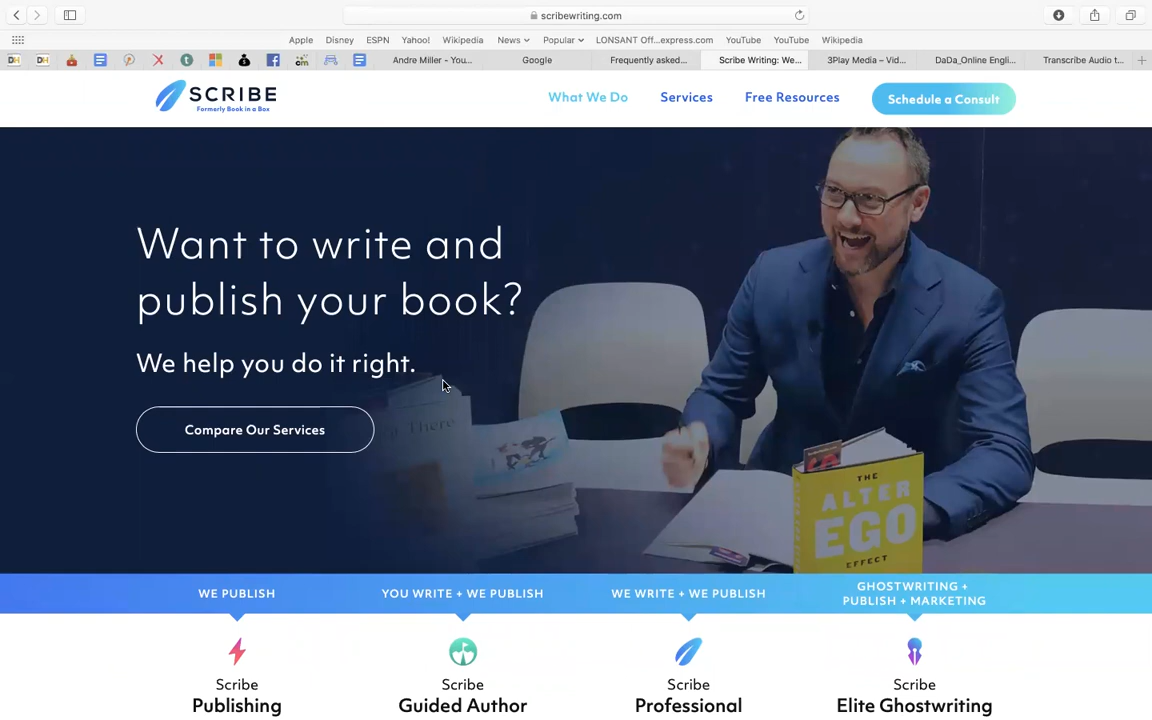 scribewriting.com
Apple Disney ESPN Yahoo! Wikipedia News Popular LONSANT Off...express.com YouTube YouTube Wikipedia
DH DH cm Andre Miller - You... Google Frequently asked... Scribe Writing: We... 3Play Media – Vid... DaDa_Online Engli... Transcribe Audio t...
SCRIBE
Formerly Book in a Box
What We Do Services Free Resources Schedule a Consult
Want to write and
publish your book?
We help you do it right.
Compare Our Services
There
THE
ALTER
EGO
EFFECT
WE PUBLISH YOU WRITE + WE PUBLISH WE WRITE + WE PUBLISH GHOSTWRITING +
PUBLISH + MARKETING
Scribe Scribe Scribe Scribe
Publishing Guided Author Professional Elite Ghostwriting